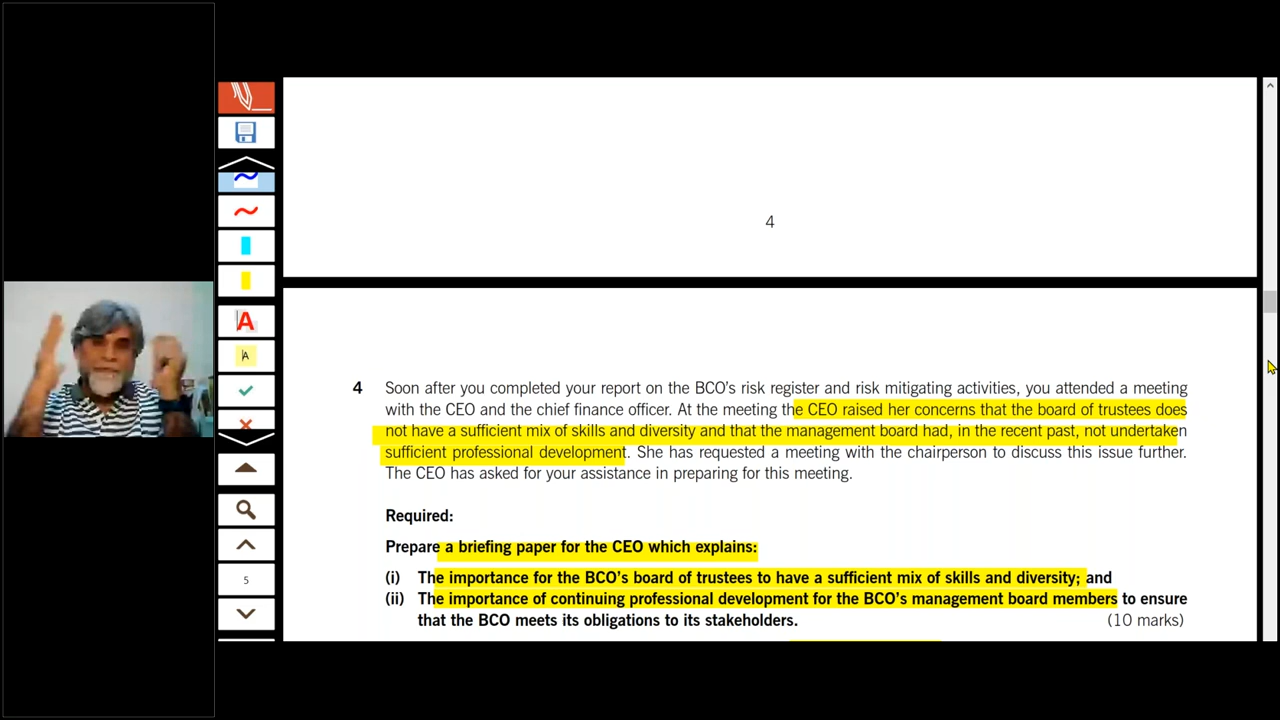 4
4 Soon after you completed your report on the BCO's risk register and risk mitigating activities, you attended a meeting
with the CEO and the chief finance officer. At the meeting the CEO raised her concerns that the board of trustees does
not have a sufficient mix of skills and diversity and that the management board had, in the recent past, not undertaken
sufficient professional development. She has requested a meeting with the chairperson to discuss this issue further.
The CEO has asked for your assistance in preparing for this meeting.
Required:
Prepare a briefing paper for the CEO which explains:
(i) The importance for the BCO's board of trustees to have a sufficient mix of skills and diversity; and
(ii) The importance of continuing professional development for the BCO's management board members to ensure
that the BCO meets its obligations to its stakeholders. (10 marks)
A
A
5